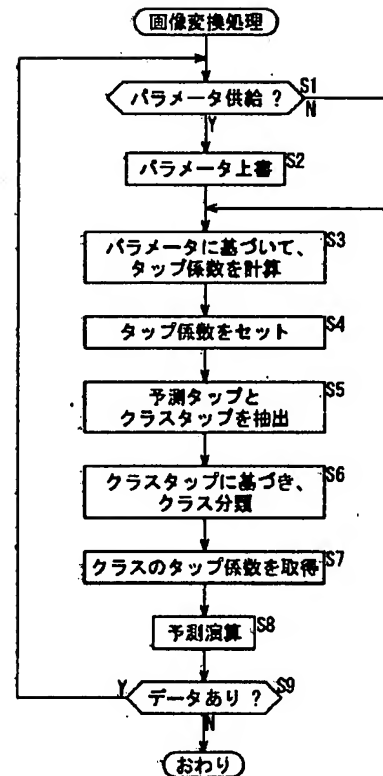 画像変換処理
パラメータ供給 ?
S1
N
Y
パラメータ上書
S2
パラメータに基づいて、
タップ係数を計算
S3
タップ係数をセット
S4
予測タップと
クラスタップを抽出
S5
クラスタップに基づき、
クラス分類
S6
クラスのタップ係数を取得
S7
予測演算
S8
Y
データあり ?
S9
N
おわり